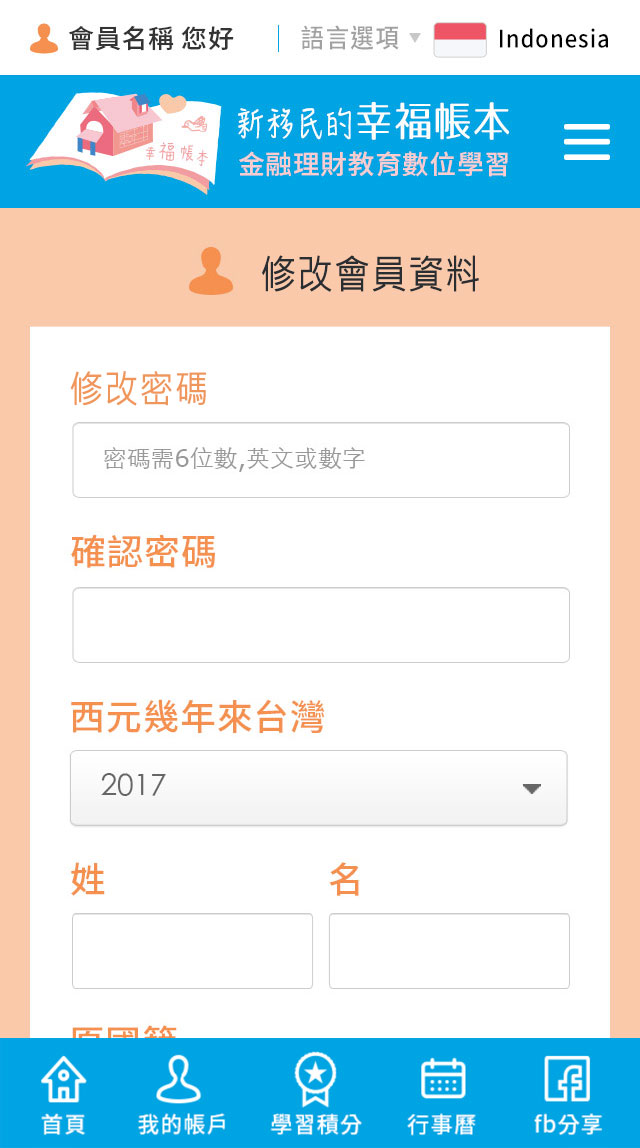 會員名稱 您好
語言選項
Indonesia
幸福帳本
新移民的幸福帳本
金融理財教育數位學習
修改會員資料
修改密碼
密碼需6位數,英文或數字
確認密碼
西元幾年來台灣
2017
姓 名
原國籍
首頁 我的帳戶 學習積分 行事曆 fb分享